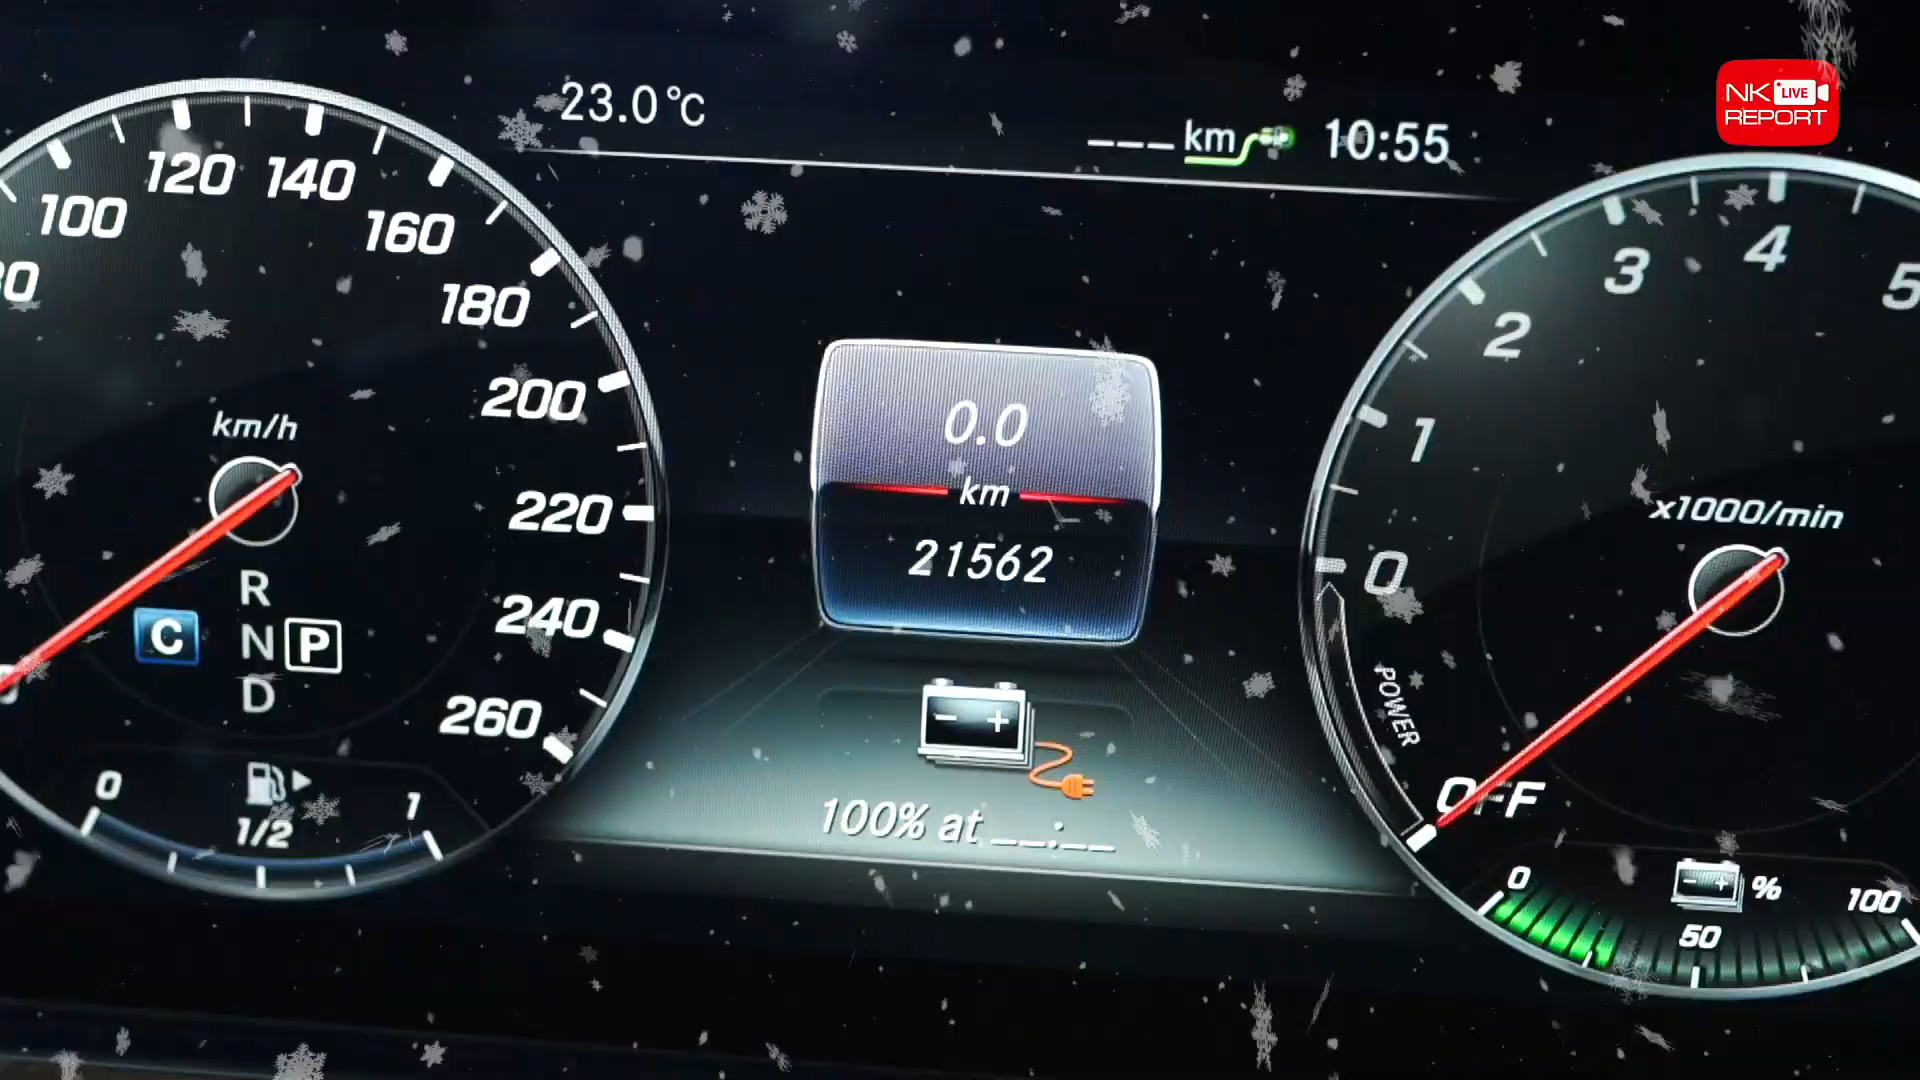 23.0°C
--- km
10:55
NK LIVE
REPORT
100
120
140
160
180
200
220
240
260
km/h
R
N
D
C
P
0
1/2
1
0.0
km
21562
100% at --:--
0
1
2
3
4
5
x1000/min
POWER
OFF
0
50
100
- + %